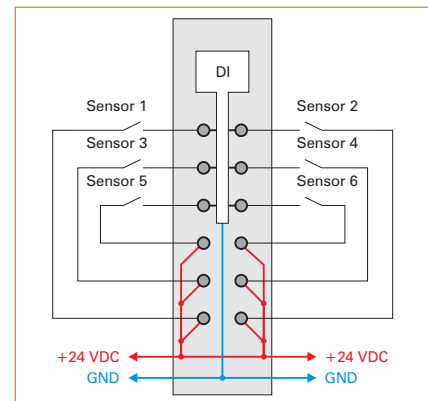 DI
Sensor 1
Sensor 2
Sensor 3
Sensor 4
Sensor 5
Sensor 6
+24 VDC
+24 VDC
GND
GND